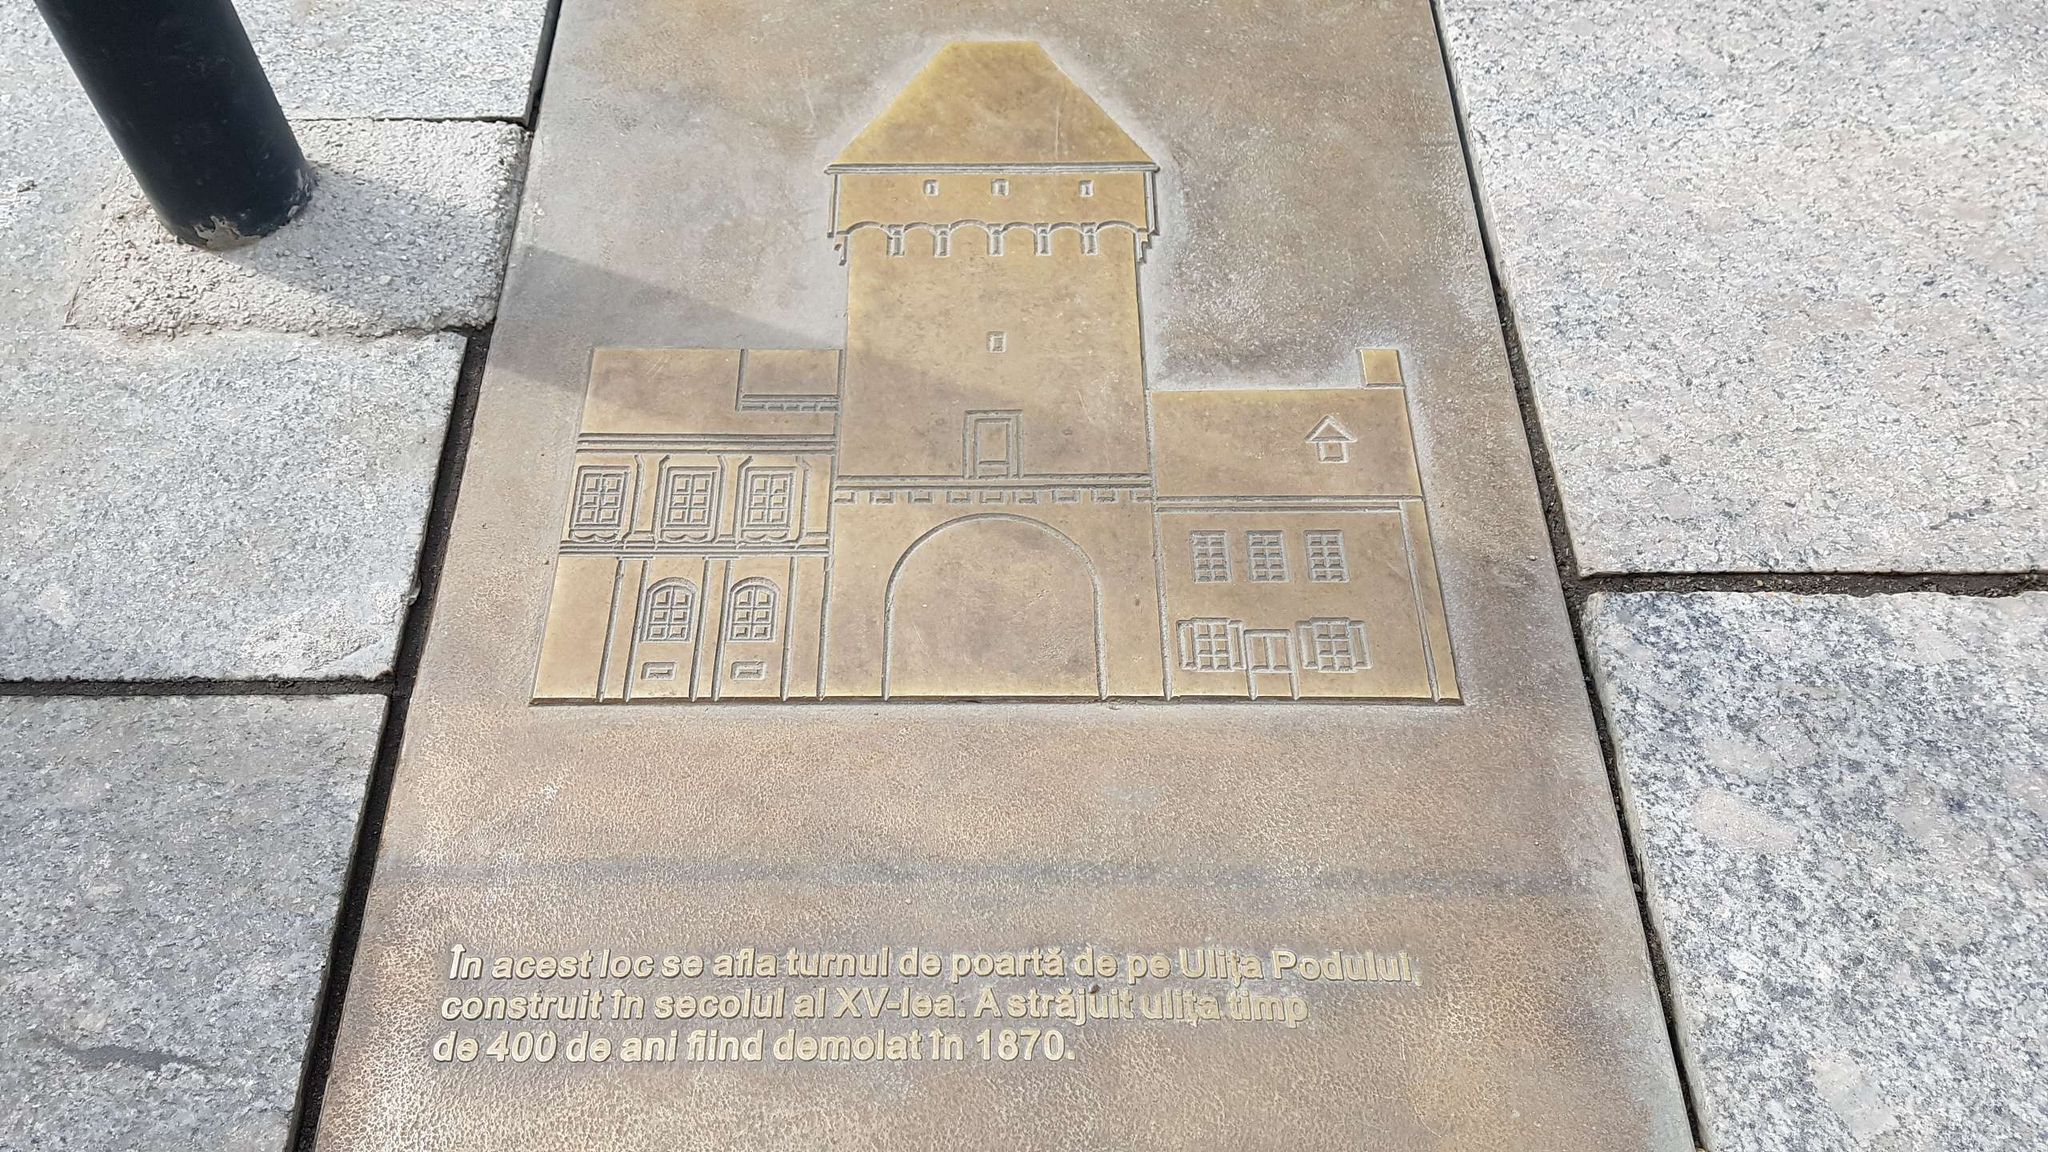 În acest loc se afla turnul de poartă de pe Ulița Podului,
construit în secolul al XV-lea. A străjuit ulița timp
de 400 de ani fiind demolat în 1870.